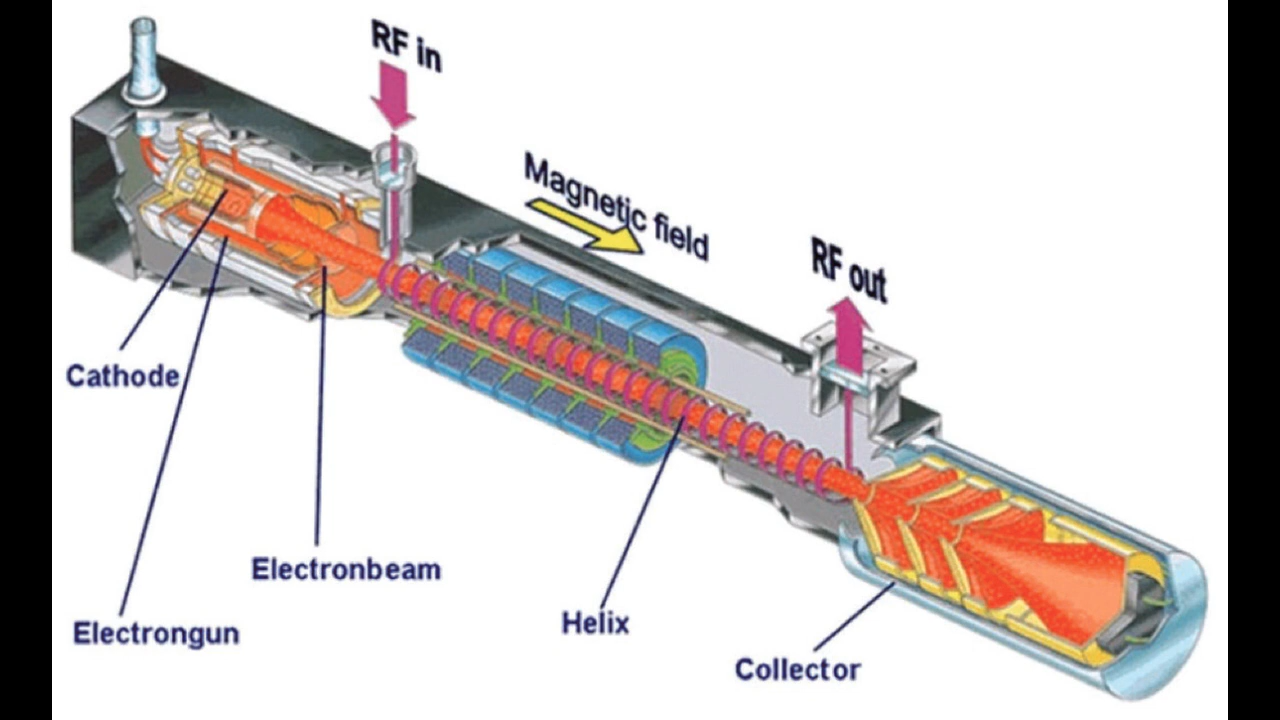 RF in
Magnetic field
RF out
Cathode
Electronbeam
Electrongun
Helix
Collector